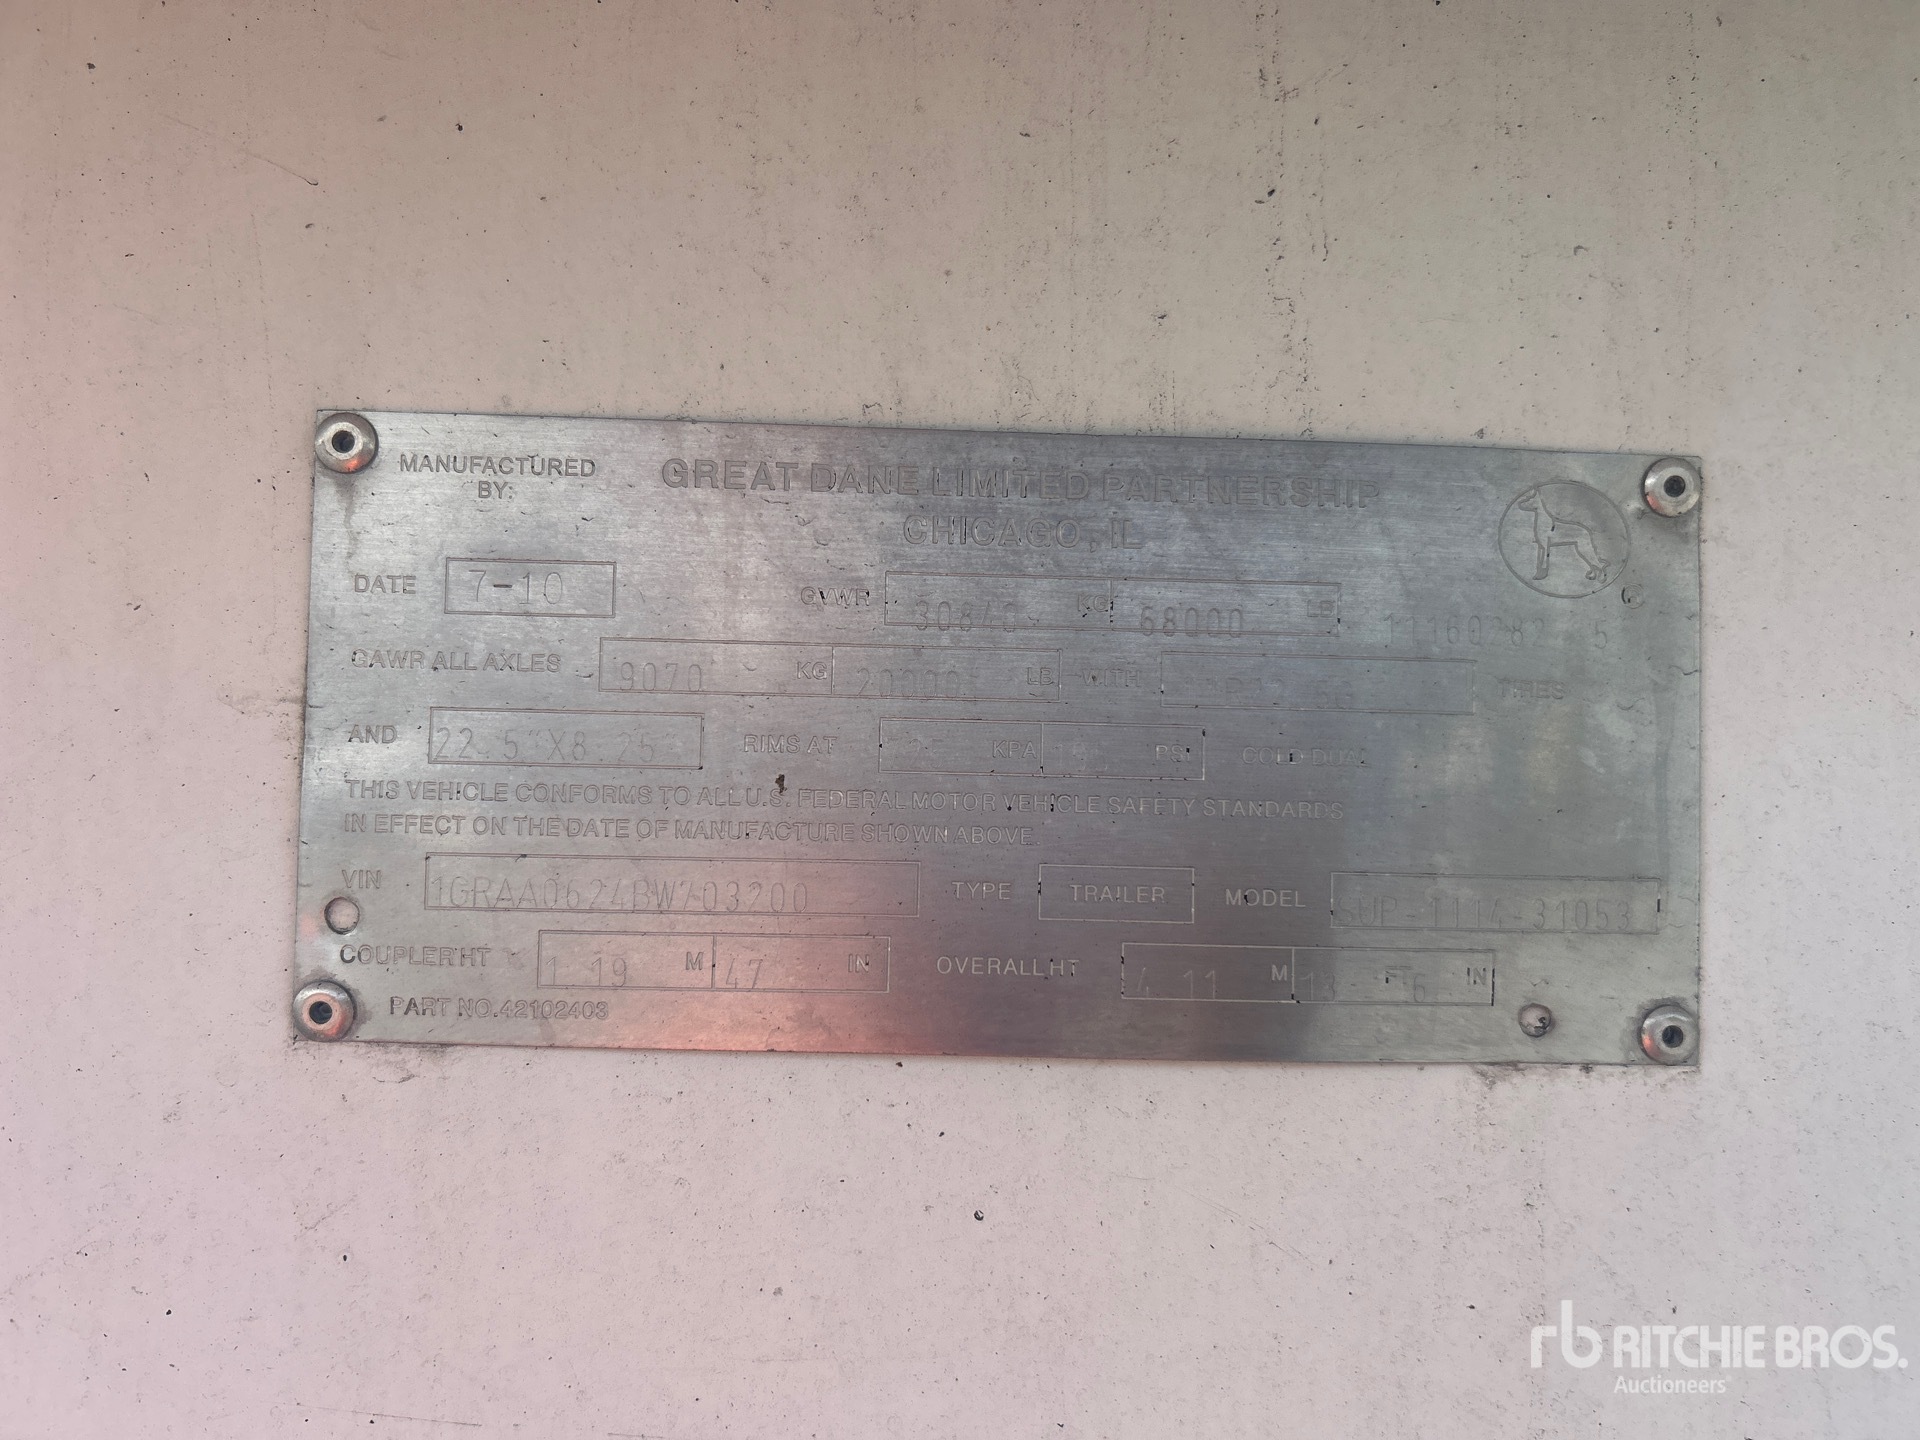 MANUFACTURED BY: GREAT DANE LIMITED PARTNERSHIP
CHICAGO, IL
DATE 7-10 GVWR 30840 KG 68000 LB
GAWR ALL AXLES 9070 KG 20000 LB WITH TIRES
AND 22.5"X8.25 RIMS AT KPA PSI COLD DUAL
THIS VEHICLE CONFORMS TO ALL U.S. FEDERAL MOTOR VEHICLE SAFETY STANDARDS
IN EFFECT ON THE DATE OF MANUFACTURE SHOWN ABOVE.
VIN 1GRAA0624BW703200 TYPE TRAILER MODEL SUP-1114-31053
COUPLER HT 1.19 M 47 IN OVERALL HT 4.11 M 13- FT 6 IN
PART NO. 42102403
rb RITCHIE BROS.
Auctioneers